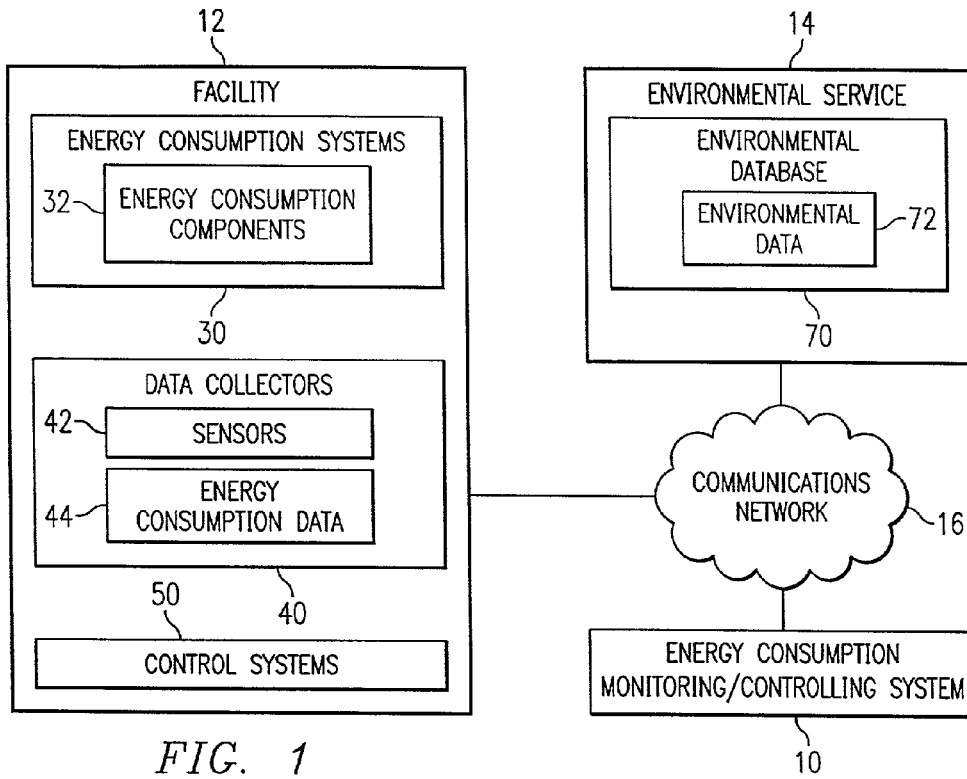 12
FACILITY
ENERGY CONSUMPTION SYSTEMS
32
ENERGY CONSUMPTION
COMPONENTS
30
DATA COLLECTORS
42
SENSORS
44
ENERGY
CONSUMPTION DATA
40
50
CONTROL SYSTEMS
14
ENVIRONMENTAL SERVICE
ENVIRONMENTAL
DATABASE
ENVIRONMENTAL
DATA
72
70
COMMUNICATIONS
NETWORK
16
ENERGY CONSUMPTION
MONITORING/CONTROLLING SYSTEM
10
FIG. 1